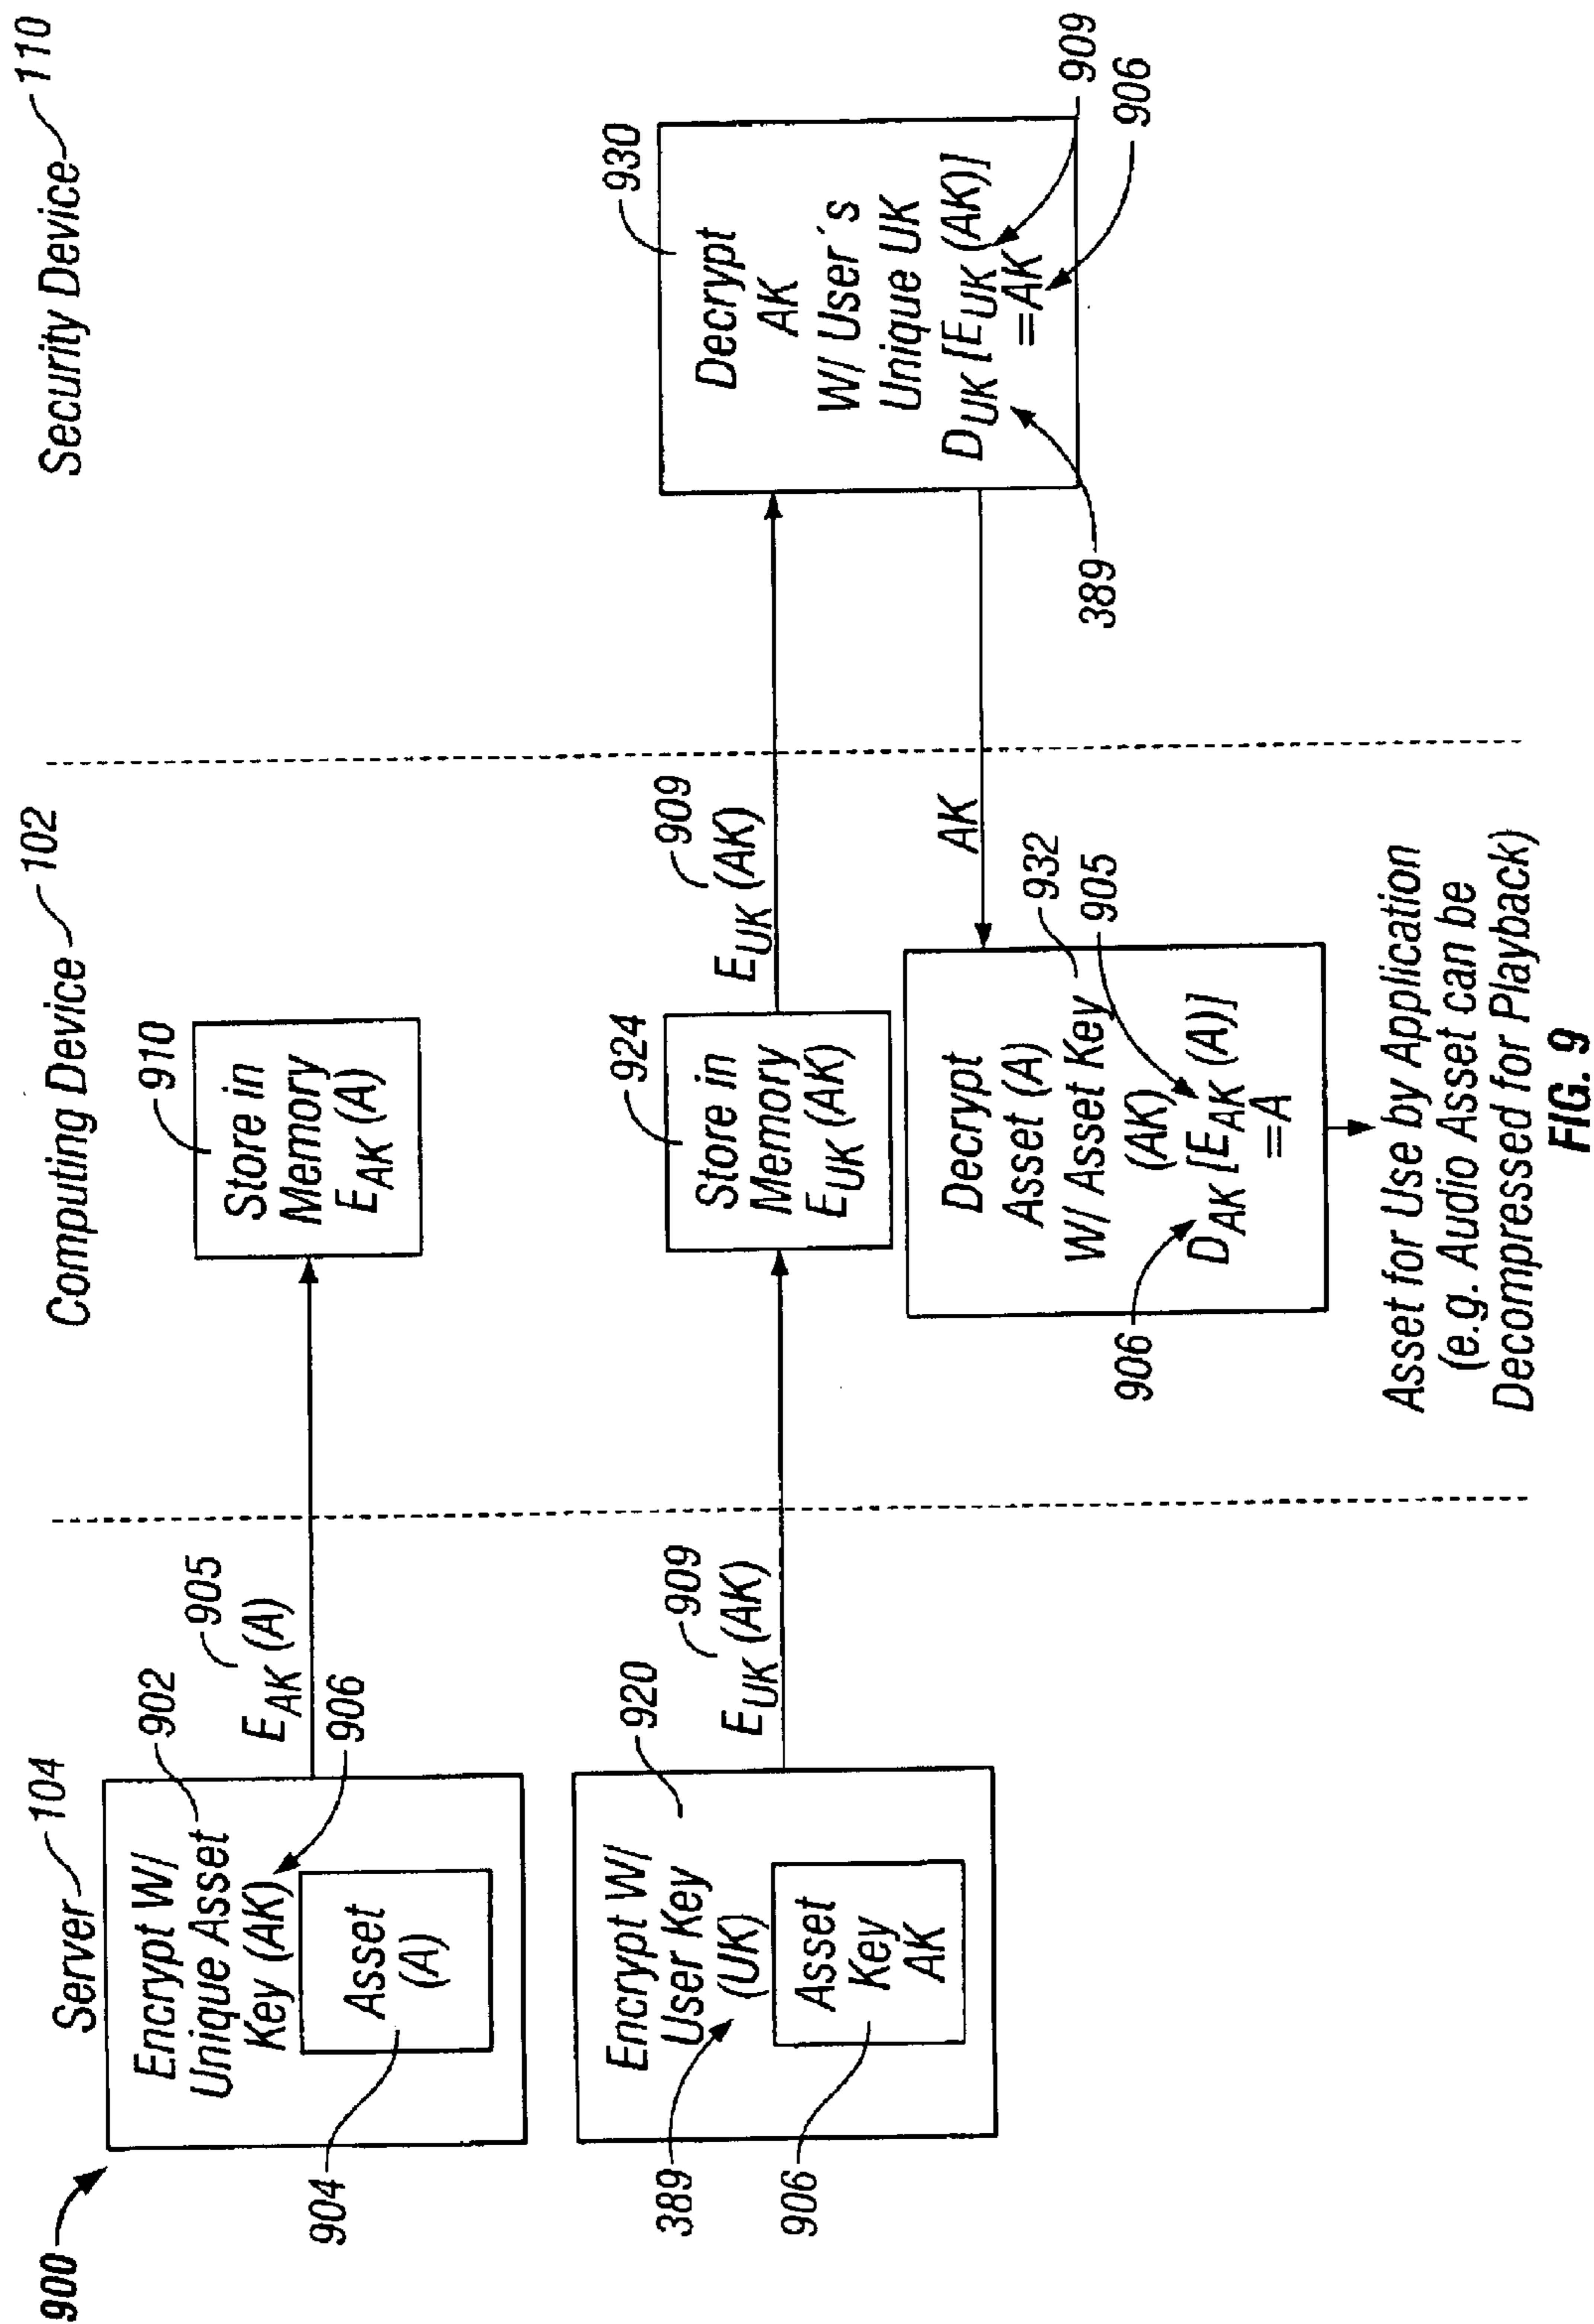 900
Server 104
Computing Device 102
Security Device 110
Encrypt W/
Unique Asset
Key (AK)
902
906
Asset
(A)
904
E_AK (A)
905
Store in
Memory
E_AK (A)
910
Encrypt W/
User Key
(UK)
920
389
Asset
Key
AK
906
E_UK (AK)
909
Store in
Memory
E_UK (AK)
924
E_UK (AK)
909
Decrypt
AK
W/ User´s
Unique UK
D_UK [E_UK (AK)]
=AK
930
909
906
389
AK
Decrypt
Asset (A)
W/ Asset Key
(AK)
D_AK [E_AK (A)]
=A
932
905
906
Asset for Use by Application
(e.g. Audio Asset can be
Decompressed for Playback)
FIG. 9